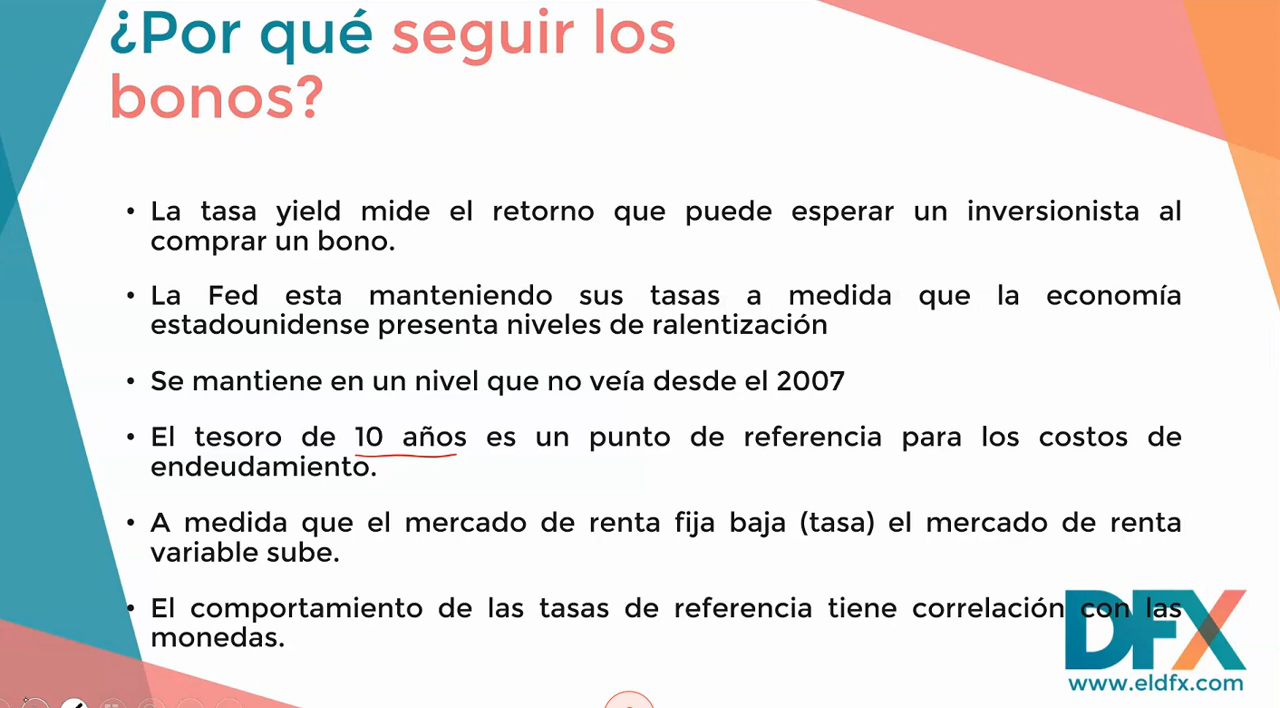 ¿Por qué seguir los
bonos?
• La tasa yield mide el retorno que puede esperar un inversionista al
comprar un bono.
• La Fed esta manteniendo sus tasas a medida que la economía
estadounidense presenta niveles de ralentización
• Se mantiene en un nivel que no veía desde el 2007
• El tesoro de 10 años es un punto de referencia para los costos de
endeudamiento.
• A medida que el mercado de renta fija baja (tasa) el mercado de renta
variable sube.
• El comportamiento de las tasas de referencia tiene correlación con las
monedas.
DFX
www.eldfx.com